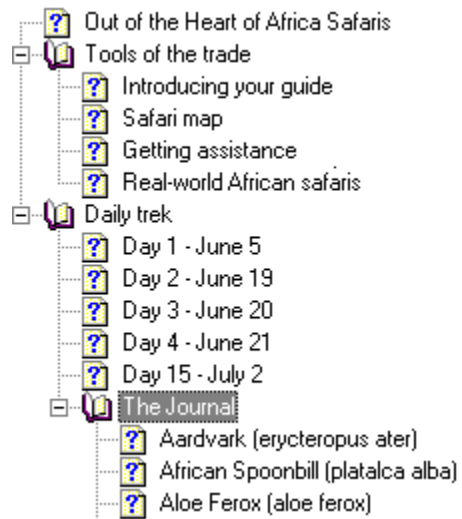 Out of the Heart of Africa Safaris
Tools of the trade
Introducing your guide
Safari map
Getting assistance
Real-world African safaris
Daily trek
Day 1 - June 5
Day 2 - June 19
Day 3 - June 20
Day 4 - June 21
Day 15 - July 2
The Journal
Aardvark (erycteropus ater)
African Spoonbill (platalca alba)
Aloe Ferox (aloe ferox)